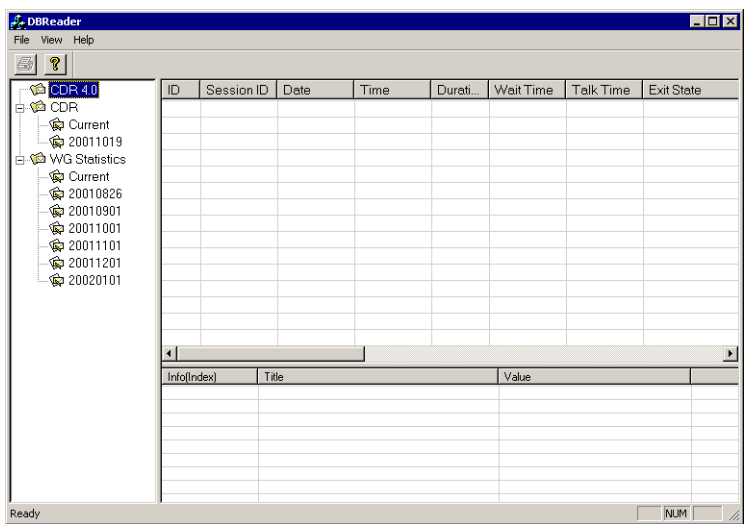 DBReader
File View Help
CDR 4.0
CDR
Current
20011019
WG Statistics
Current
20010826
20010901
20011001
20011101
20011201
20020101
ID Session ID Date Time Durati... Wait Time Talk Time Exit State
Info(Index) Title Value
Ready NUM